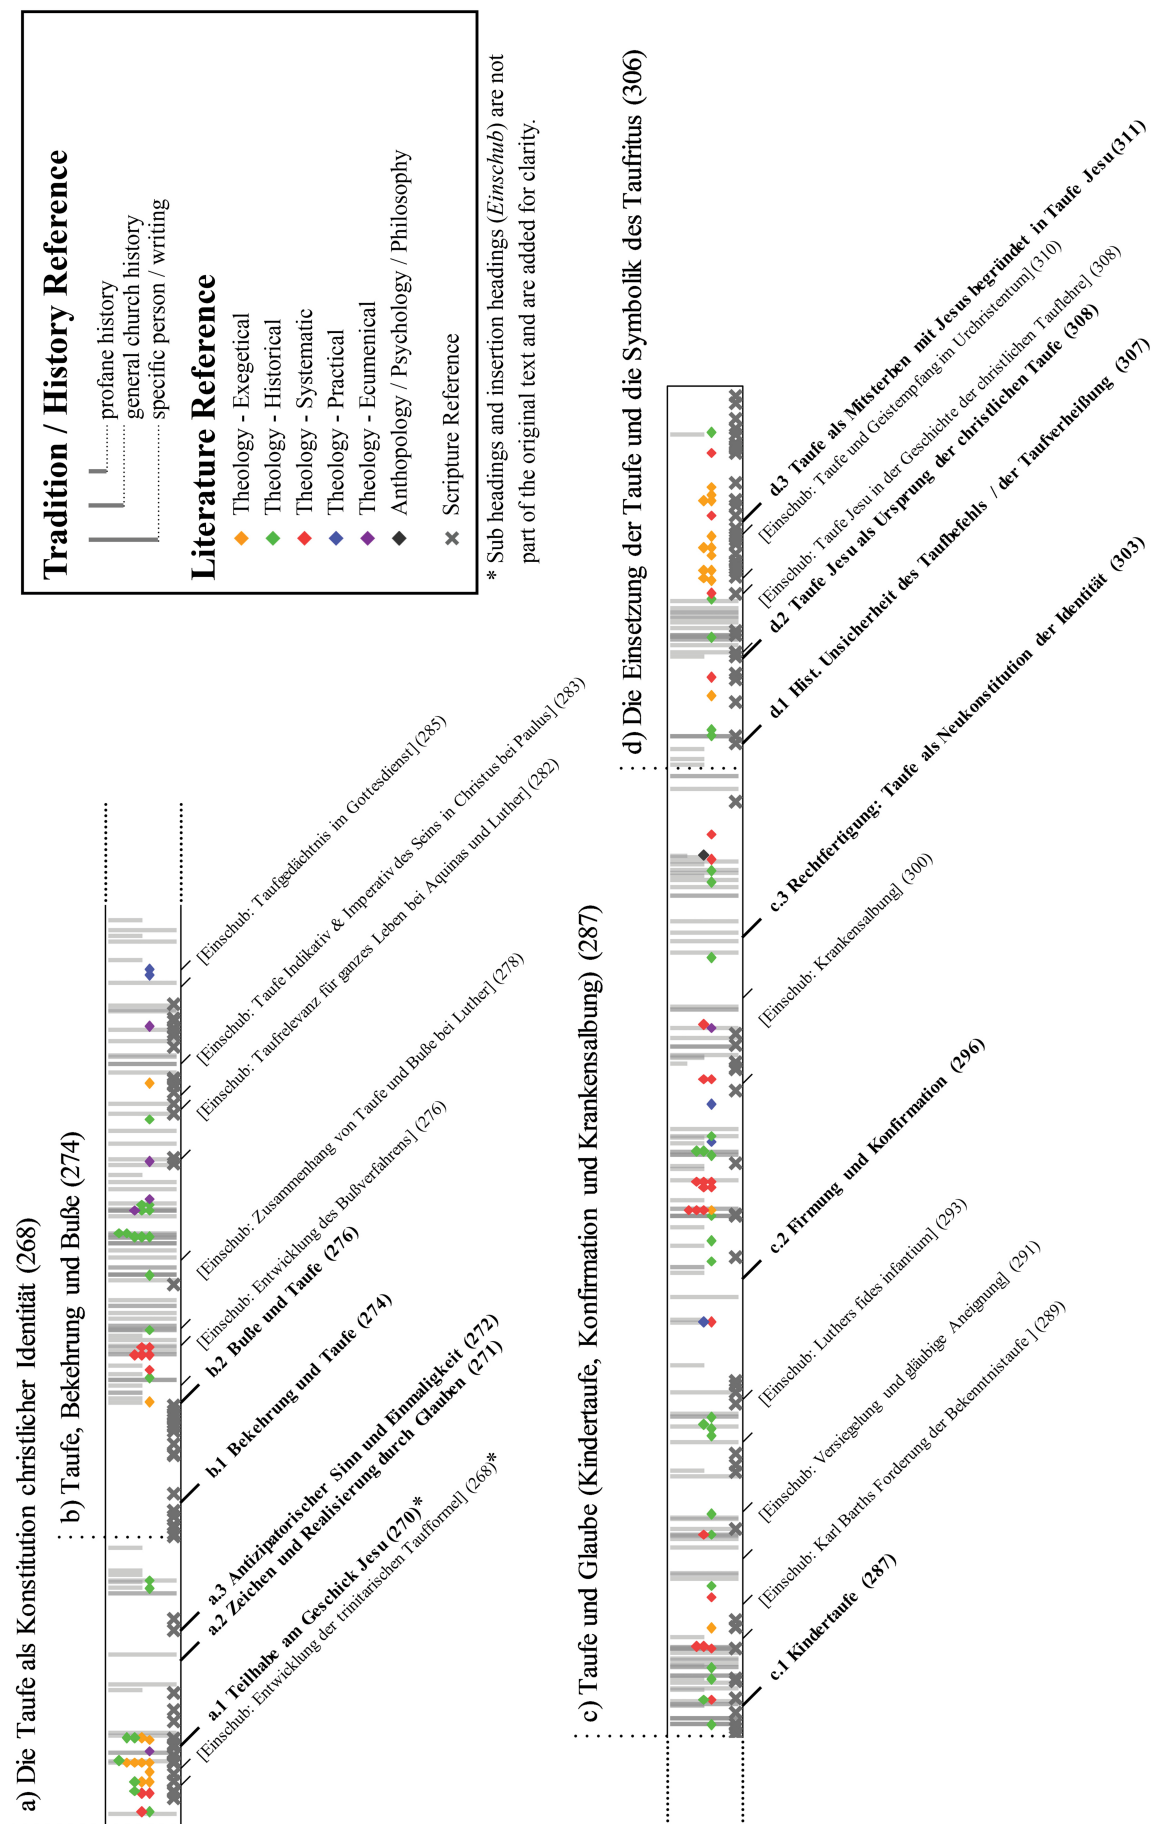 Tradition / History Reference
profane history
general church history
specific person / writing
Literature Reference
Theology - Exegetical
Theology - Historical
Theology - Systematic
Theology - Practical
Theology - Ecumenical
Anthopology / Psychology / Philosophy
Scripture Reference
* Sub headings and insertion headings (Einschub) are not
part of the original text and are added for clarity.
a) Die Taufe als Konstitution christlicher Identität (268)
[Einschub: Entwicklung der trinitarischen Taufformel] (268)*
a.1 Teilhabe am Geschick Jesu (270)*
a.2 Zeichen und Realisierung durch Glauben (271)
a.3 Antizipatorischer Sinn und Einmaligkeit (272)
b) Taufe, Bekehrung und Buße (274)
b.1 Bekehrung und Taufe (274)
b.2 Buße und Taufe (276)
[Einschub: Entwicklung des Bußverfahrens] (276)
[Einschub: Zusammenhang von Taufe und Buße bei Luther] (278)
[Einschub: Taufrelevanz für ganzes Leben bei Aquinas und Luther] (282)
[Einschub: Taufe Indikativ & Imperativ des Seins in Christus bei Paulus] (283)
[Einschub: Taufgedächtnis im Gottesdienst] (285)
c) Taufe und Glaube (Kindertaufe, Konfirmation und Krankensalbung) (287)
c.1 Kindertaufe (287)
[Einschub: Karl Barths Forderung der Bekenntnistaufe ] (289)
[Einschub: Versiegelung und gläubige Aneignung] (291)
[Einschub: Luthers fides infantium] (293)
c.2 Firmung und Konfirmation (296)
[Einschub: Krankensalbung] (300)
c.3 Rechtfertigung: Taufe als Neukonstitution der Identität (303)
d) Die Einsetzung der Taufe und die Symbolik des Taufritus (306)
d.1 Hist. Unsicherheit des Taufbefehls / der Taufverheißung (307)
d.2 Taufe Jesu als Ursprung der christlichen Taufe (308)
[Einschub: Taufe Jesu in der Geschichte der christlichen Tauflehre] (308)
[Einschub: Taufe und Geistempfang im Urchristentum] (310)
d.3 Taufe als Mitsterben mit Jesus begründet in Taufe Jesu (311)